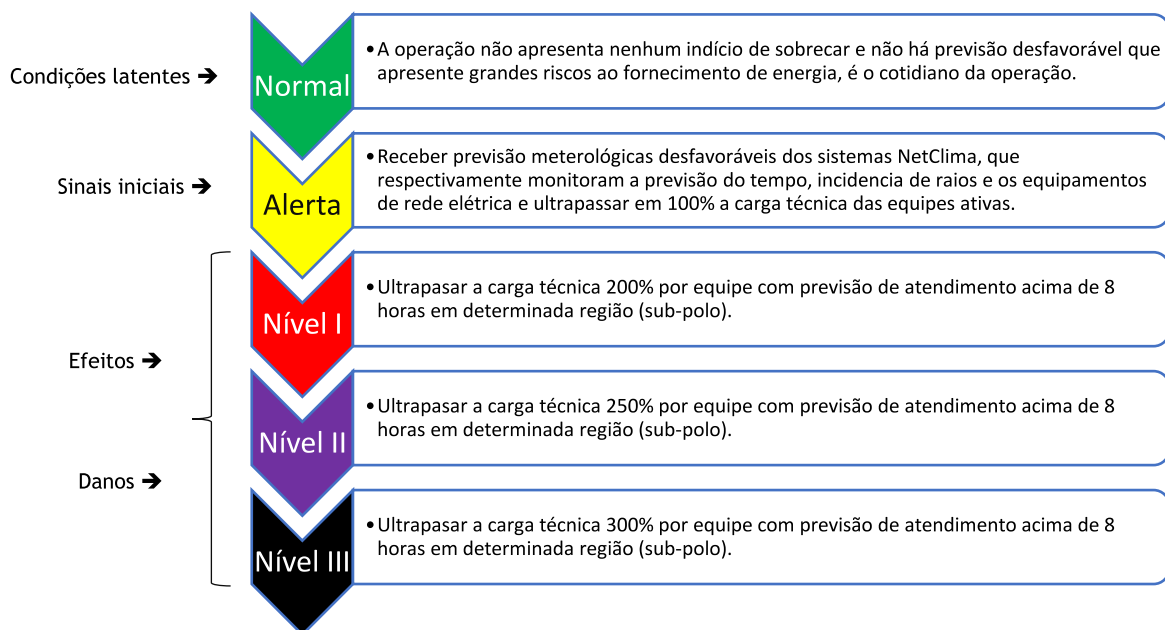 Condições latentes ➔
Normal
•A operação não apresenta nenhum indício de sobrecar e não há previsão desfavorável que
apresente grandes riscos ao fornecimento de energia, é o cotidiano da operação.
Sinais iniciais ➔
Alerta
•Receber previsão meterológicas desfavoráveis dos sistemas NetClima, que
respectivamente monitoram a previsão do tempo, incidencia de raios e os equipamentos
de rede elétrica e ultrapassar em 100% a carga técnica das equipes ativas.
Nível I
•Ultrapasar a carga técnica 200% por equipe com previsão de atendimento acima de 8
horas em determinada região (sub-polo).
Efeitos ➔
Nível II
•Ultrapasar a carga técnica 250% por equipe com previsão de atendimento acima de 8
horas em determinada região (sub-polo).
Danos ➔
Nível III
•Ultrapasar a carga técnica 300% por equipe com previsão de atendimento acima de 8
horas em determinada região (sub-polo).